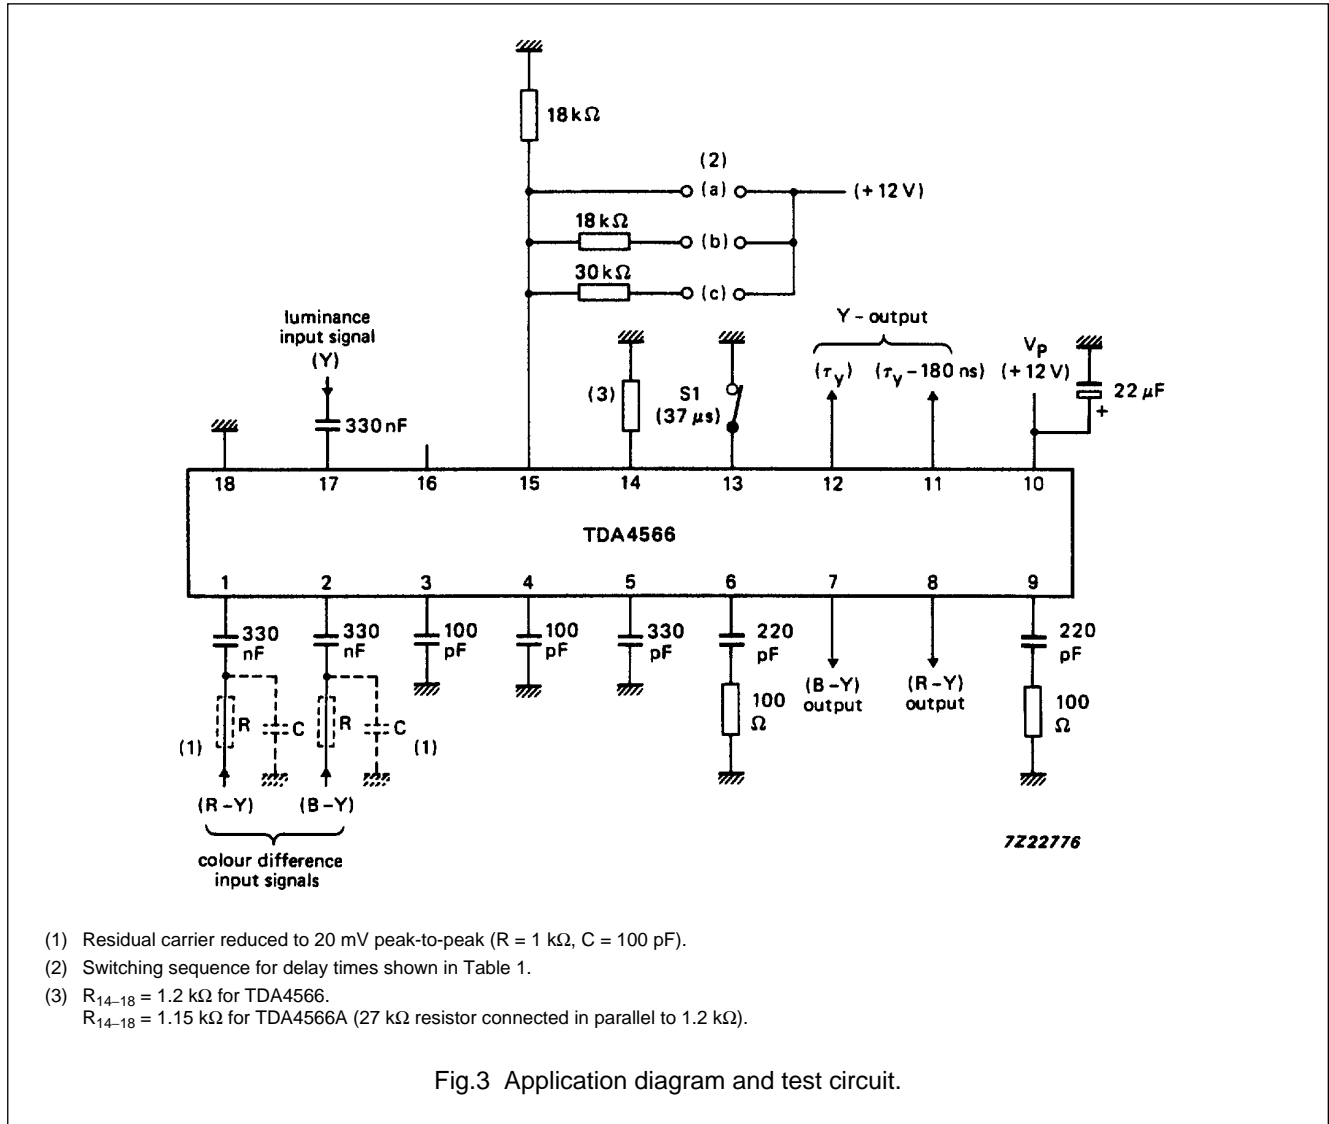 18 kΩ
(2)
(a)
(+ 12 V)
18 kΩ
(b)
30 kΩ
(c)
luminance
input signal
(Y)
330 nF
(3)
S1
(37 μs)
Y – output
(τy)
(τy – 180 ns)
Vp
(+ 12 V)
22 μF
+
18 17 16 15 14 13 12 11 10
TDA4566
1 2 3 4 5 6 7 8 9
330
nF
330
nF
100
pF
100
pF
330
pF
220
pF
100
Ω
(B –Y)
output
(R –Y)
output
220
pF
100
Ω
(1)
R
C
R
C
(1)
(R –Y)
(B –Y)
colour difference
input signals
7Z22776
(1) Residual carrier reduced to 20 mV peak-to-peak (R = 1 kΩ, C = 100 pF).
(2) Switching sequence for delay times shown in Table 1.
(3) R14–18 = 1.2 kΩ for TDA4566.
R14–18 = 1.15 kΩ for TDA4566A (27 kΩ resistor connected in parallel to 1.2 kΩ).
Fig.3 Application diagram and test circuit.